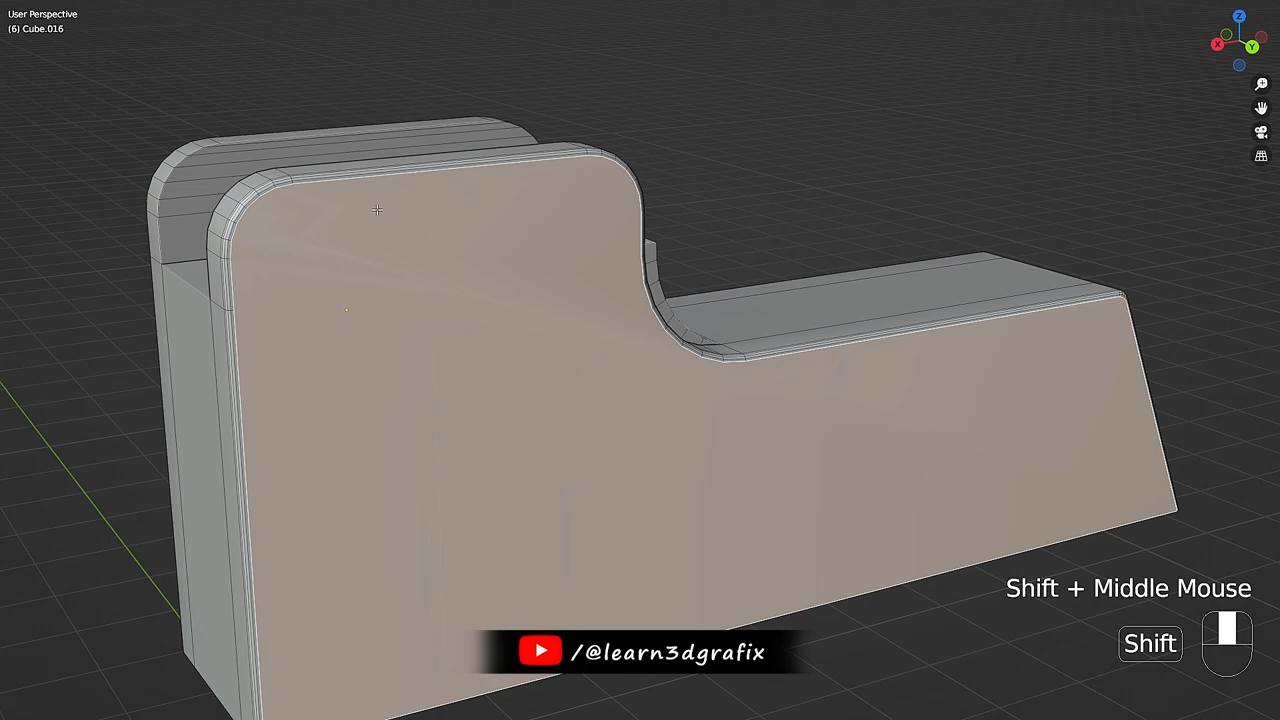 User Perspective
(6) Cube.016
Z
X
Y
Shift + Middle Mouse
Shift
/@learn3dgrafix